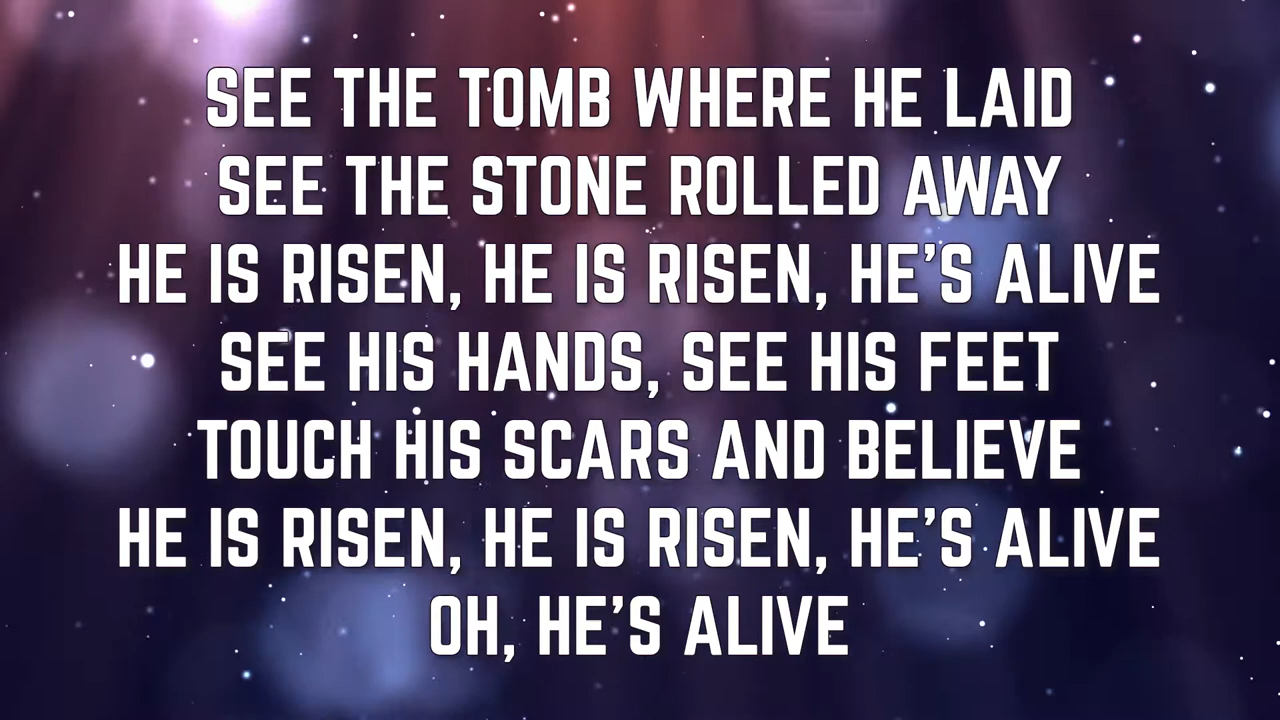 SEE THE TOMB WHERE HE LAID
SEE THE STONE ROLLED AWAY
HE IS RISEN, HE IS RISEN, HE'S ALIVE
SEE HIS HANDS, SEE HIS FEET
TOUCH HIS SCARS AND BELIEVE
HE IS RISEN, HE IS RISEN, HE'S ALIVE
OH, HE'S ALIVE